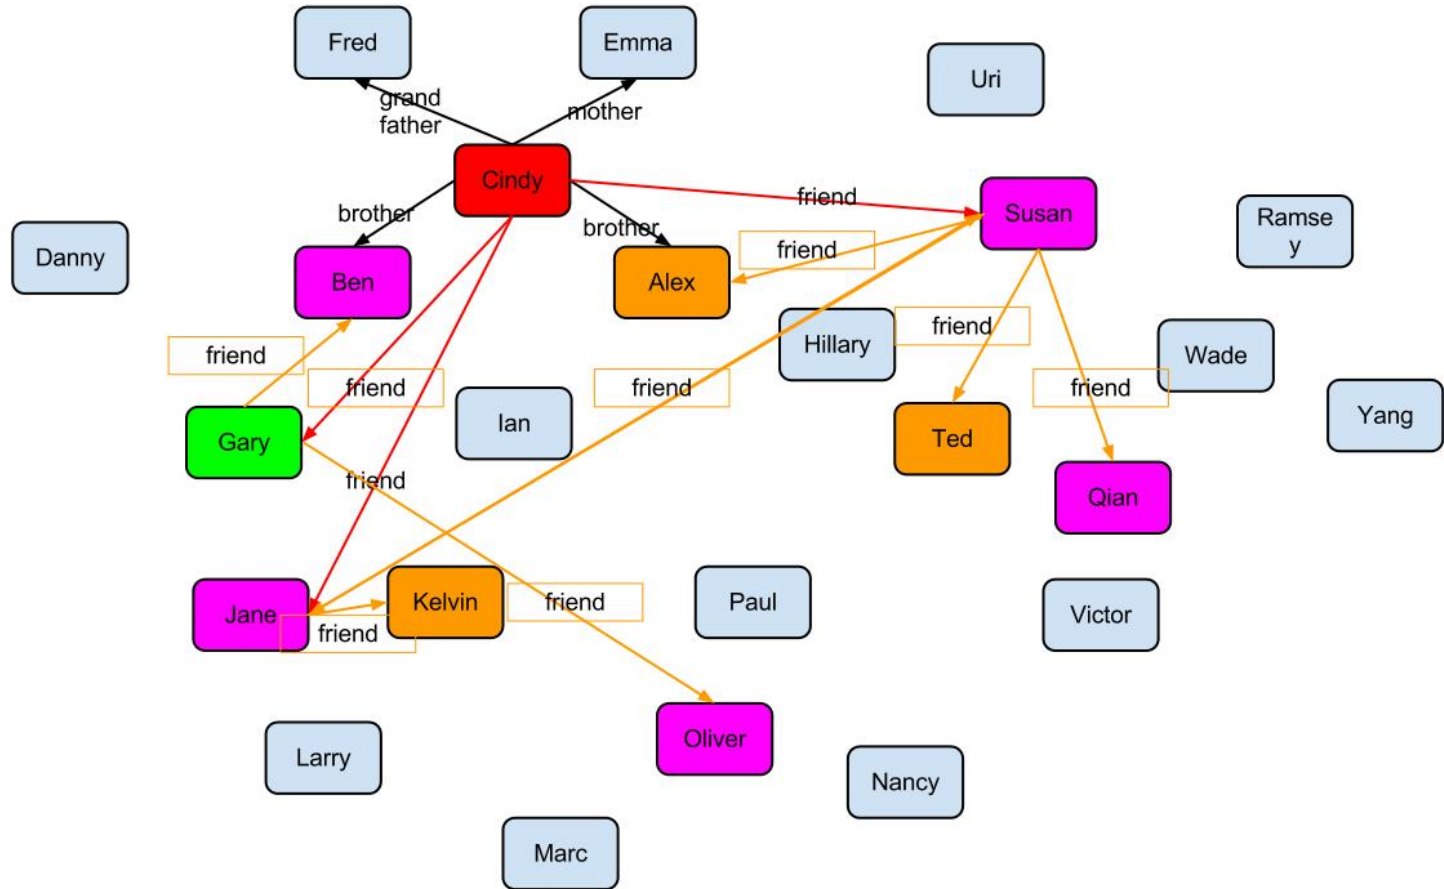 Fred
Emma
Uri
grand
father
mother
Cindy
friend
Susan
brother
brother
Ramse
y
Danny
friend
Ben
Alex
Hillary
friend
friend
Wade
friend
friend
friend
Ian
Ted
Yang
Gary
friend
Qian
Jane
Kelvin
friend
Paul
Victor
friend
Oliver
Larry
Nancy
Marc